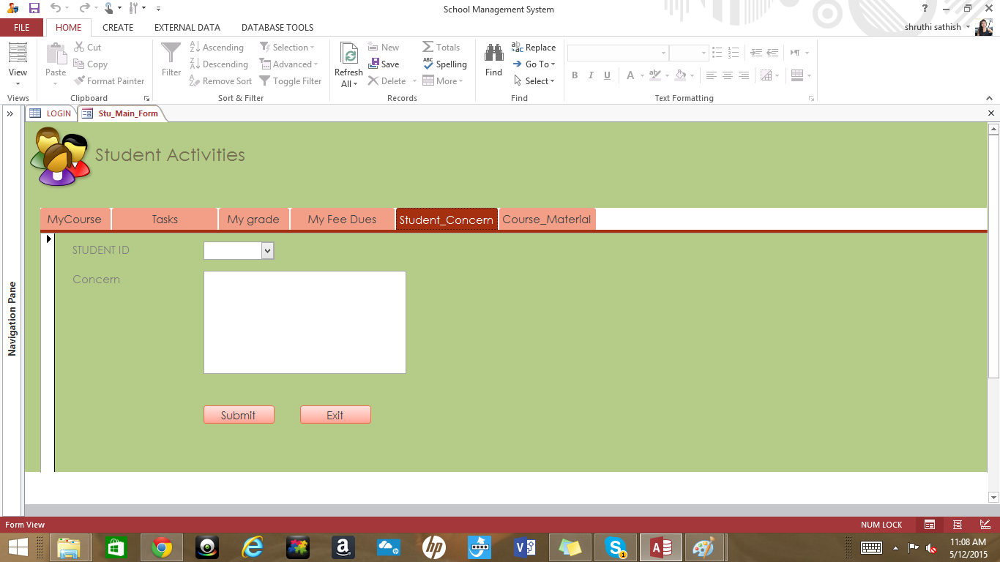 School Management System
?
FILE HOME CREATE EXTERNAL DATA DATABASE TOOLS
shruthi sathish
View
Views
Paste
Cut
Copy
Format Painter
Clipboard
Filter
Ascending
Descending
Remove Sort
Selection
Advanced
Toggle Filter
Sort & Filter
Refresh
All
New
Save
Delete
Totals
Spelling
More
Records
Find
Replace
Go To
Select
Find
B I U A
Text Formatting
LOGIN Stu_Main_Form
Navigation Pane
Student Activities
MyCourse Tasks My grade My Fee Dues Student_Concern Course_Material
STUDENT ID
Concern
Submit Exit
Form View
NUM LOCK
11:08 AM
5/12/2015